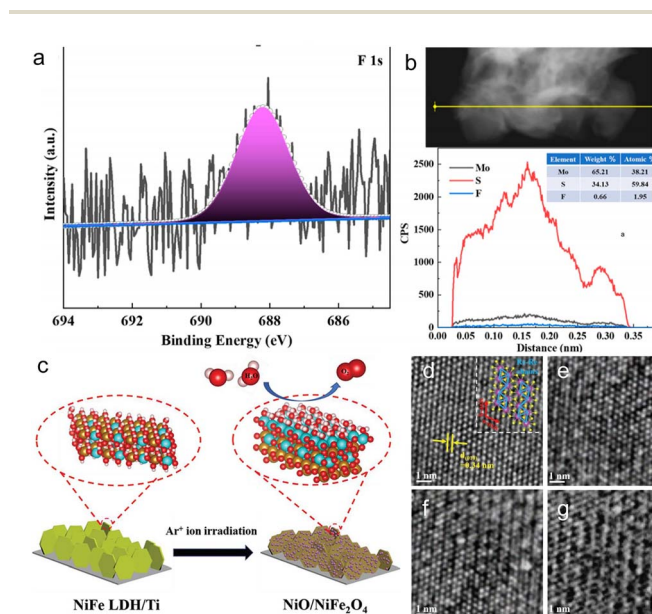 a
F 1s
Intensity (a.u.)
694 692 690 688 686
Binding Energy (eV)
b
Mo
S
F
Element Weight % Atomic %
Mo 65.21 38.21
S 34.13 59.84
F 0.66 1.95
a
CPS
2500
2000
1500
1000
500
0
0.00 0.05 0.10 0.15 0.20 0.25 0.30 0.35
Distance (nm)
c
Ar⁺ ion irradiation
NiFe LDH/Ti
NiO/NiFe₂O₄
d
1 nm
e
1 nm
f
1 nm
g
1 nm